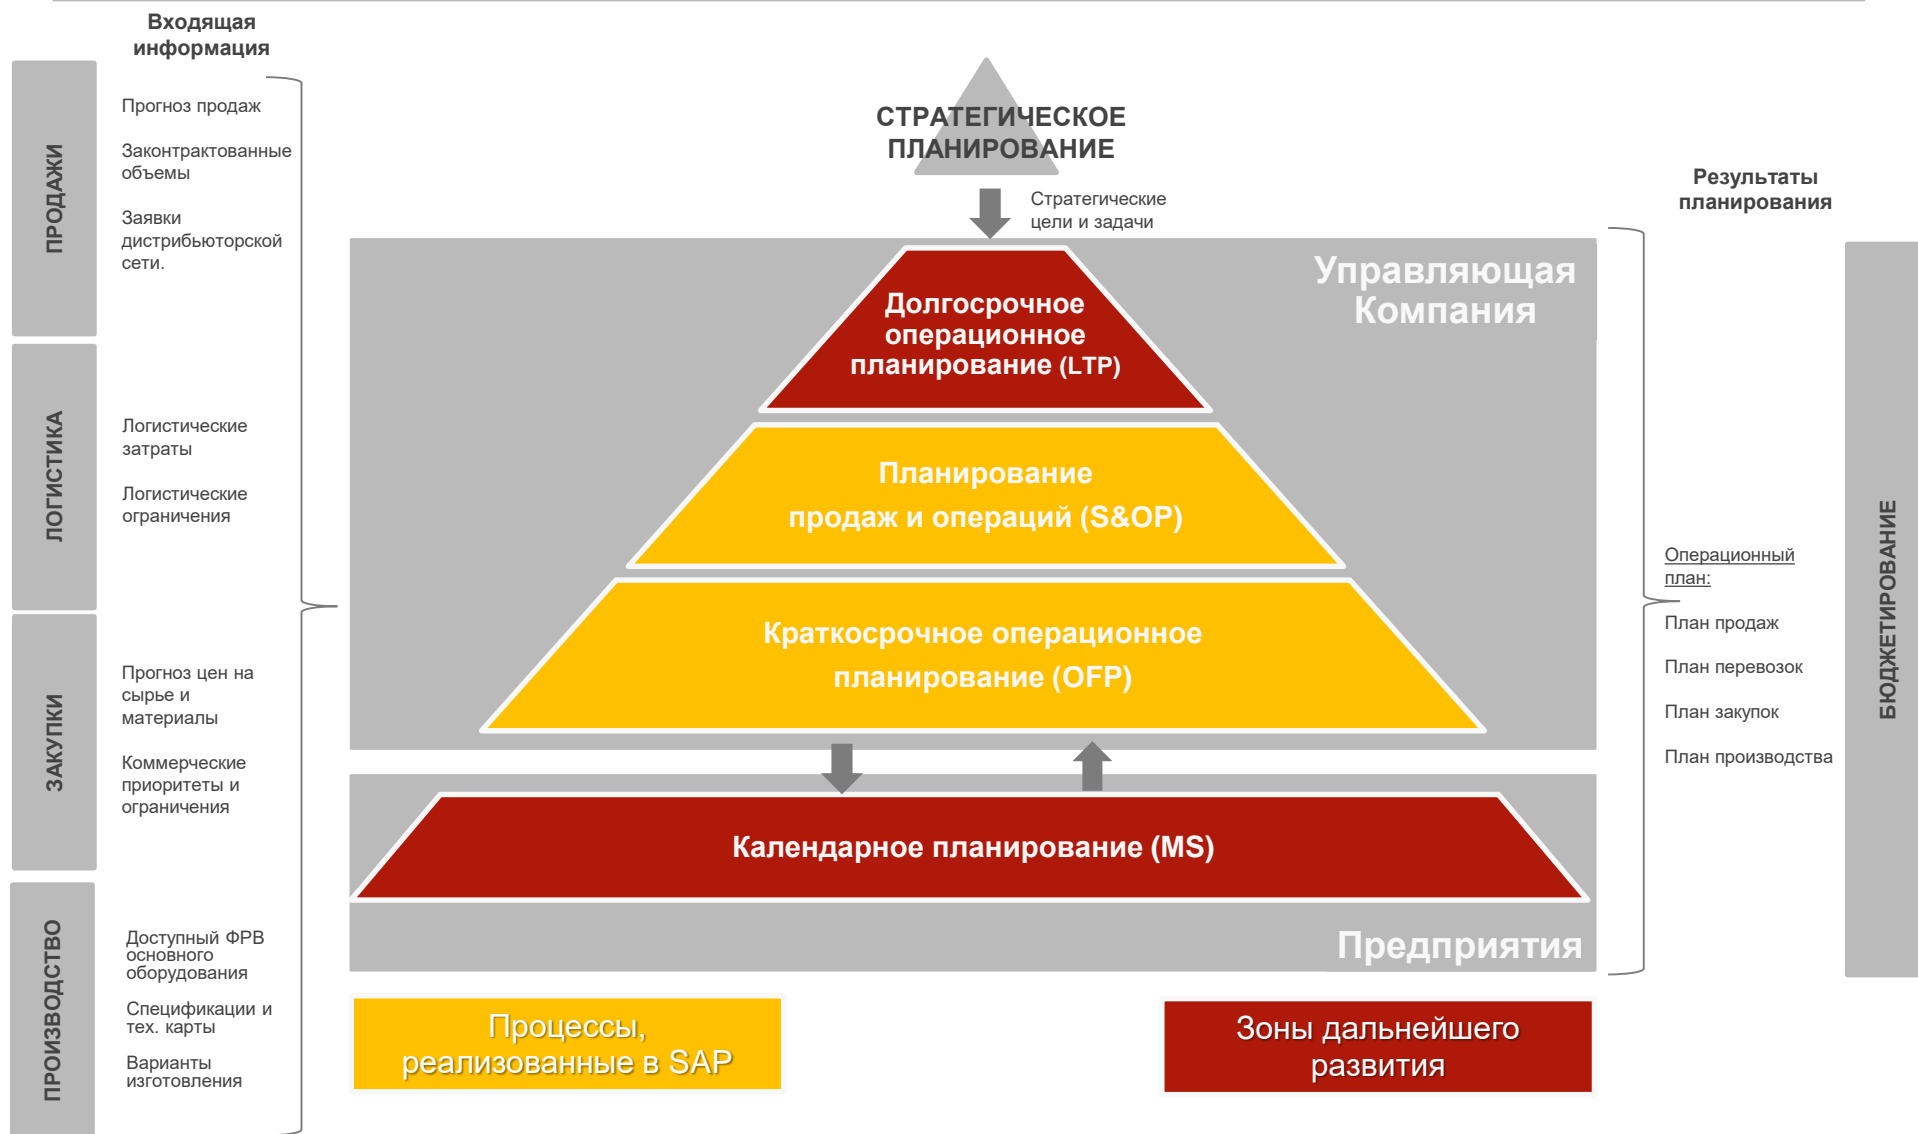 Входящая
информация
ПРОДАЖИ
Прогноз продаж
Законтрактованные
объемы
Заявки
дистрибьюторской
сети.
ЛОГИСТИКА
Логистические
затраты
Логистические
ограничения
ЗАКУПКИ
Прогноз цен на
сырье и
материалы
Коммерческие
приоритеты и
ограничения
ПРОИЗВОДСТВО
Доступный ФРВ
основного
оборудования
Спецификации и
тех. карты
Варианты
изготовления
СТРАТЕГИЧЕСКОЕ
ПЛАНИРОВАНИЕ
Стратегические
цели и задачи
Управляющая
Компания
Долгосрочное
операционное
планирование (LTP)
Планирование
продаж и операций (S&OP)
Краткосрочное операционное
планирование (OFP)
Календарное планирование (MS)
Предприятия
Процессы,
реализованные в SAP
Зоны дальнейшего
развития
Результаты
планирования
Операционный
план:
План продаж
План перевозок
План закупок
План производства
БЮДЖЕТИРОВАНИЕ